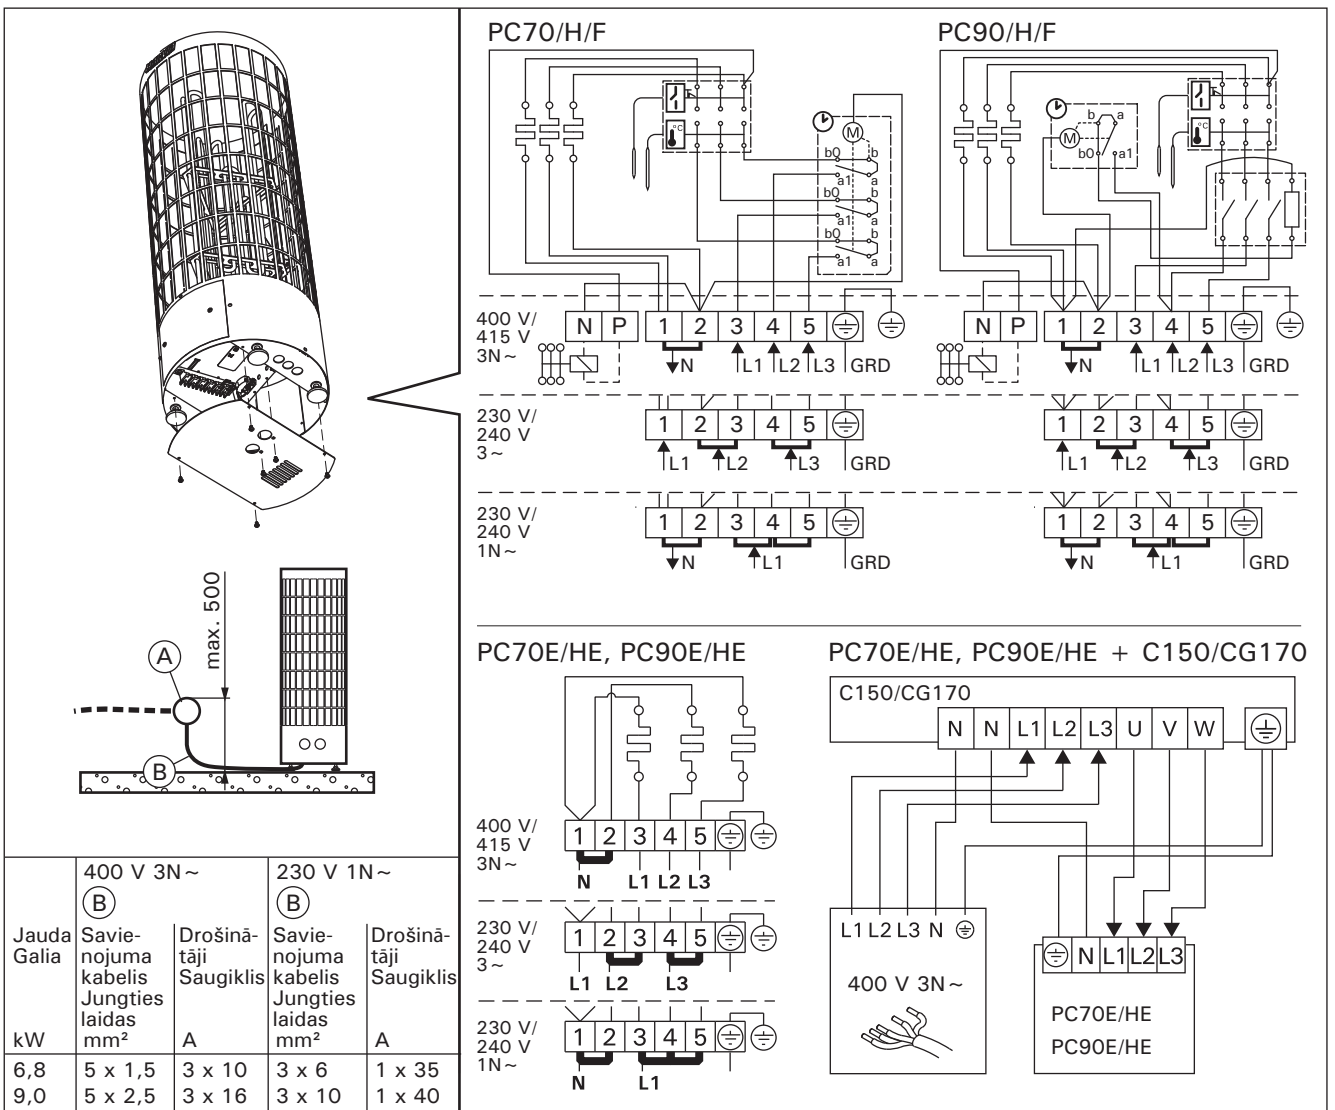 max. 500
A
B
400 V 3N~
230 V 1N~
B
B
Jauda
Galia
kW
Savie-
nojuma
kabelis
Jungties
laidas
mm²
Drošinā-
tāji
Saugiklis
A
Savie-
nojuma
kabelis
Jungties
laidas
mm²
Drošinā-
tāji
Saugiklis
A
6,8 5 x 1,5 3 x 10 3 x 6 1 x 35
9,0 5 x 2,5 3 x 16 3 x 10 1 x 40
PC70/H/F
°C
M
b0 b
a1 a
b0 b
a1 a
b0 b
a1 a
400 V/
415 V
3N~
N P 1 2 3 4 5
N L1 L2 L3 GRD
230 V/
240 V
3~
1 2 3 4 5
L1 L2 L3 GRD
230 V/
240 V
1N~
1 2 3 4 5
N L1 GRD
PC90/H/F
°C
b a
M
b0 a1
N P 1 2 3 4 5
N L1 L2 L3 GRD
1 2 3 4 5
L1 L2 L3 GRD
1 2 3 4 5
N L1 GRD
PC70E/HE, PC90E/HE
400 V/
415 V
3N~
1 2 3 4 5
N L1 L2 L3
230 V/
240 V
3~
1 2 3 4 5
L1 L2 L3
230 V/
240 V
1N~
1 2 3 4 5
N L1
PC70E/HE, PC90E/HE + C150/CG170
C150/CG170
N N L1 L2 L3 U V W
L1 L2 L3 N
400 V 3N~
N L1 L2 L3
PC70E/HE
PC90E/HE